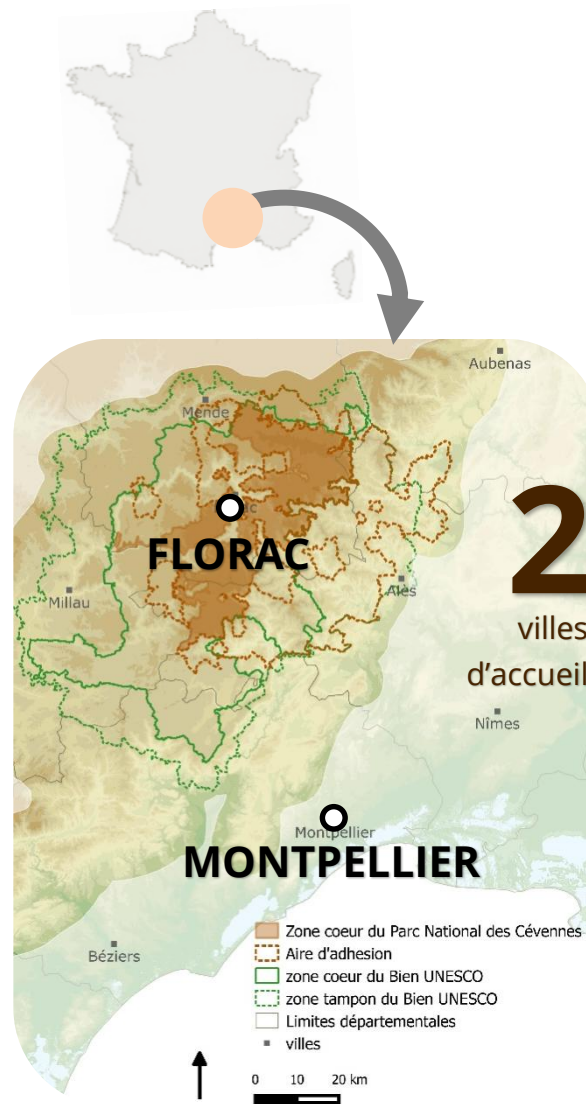 Aubenas
Mende
2
FLORAC
Alès
Millau
villes
d'accueil
Nîmes
Montpellier
MONTPELLIER
Béziers
Zone coeur du Parc National des Cévennes
Aire d'adhesion
zone coeur du Bien UNESCO
zone tampon du Bien UNESCO
Limites départementales
villes
0 10 20 km